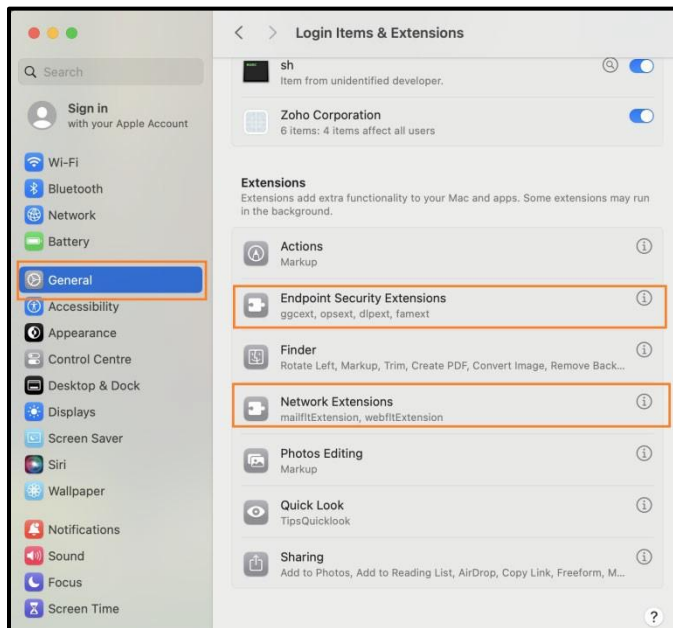 Login Items & Extensions
Search
Sign in
with your Apple Account
Wi-Fi
Bluetooth
Network
Battery
General
Accessibility
Appearance
Control Centre
Desktop & Dock
Displays
Screen Saver
Siri
Wallpaper
Notifications
Sound
Focus
Screen Time
sh
Item from unidentified developer.
Zoho Corporation
6 items: 4 items affect all users
Extensions
Extensions add extra functionality to your Mac and apps. Some extensions may run
in the background.
Actions
Markup
Endpoint Security Extensions
ggcext, opsext, dlpext, famext
Finder
Rotate Left, Markup, Trim, Create PDF, Convert Image, Remove Back...
Network Extensions
mailfltExtension, webfltExtension
Photos Editing
Markup
Quick Look
TipsQuicklook
Sharing
Add to Photos, Add to Reading List, AirDrop, Copy Link, Freeform, M...
?